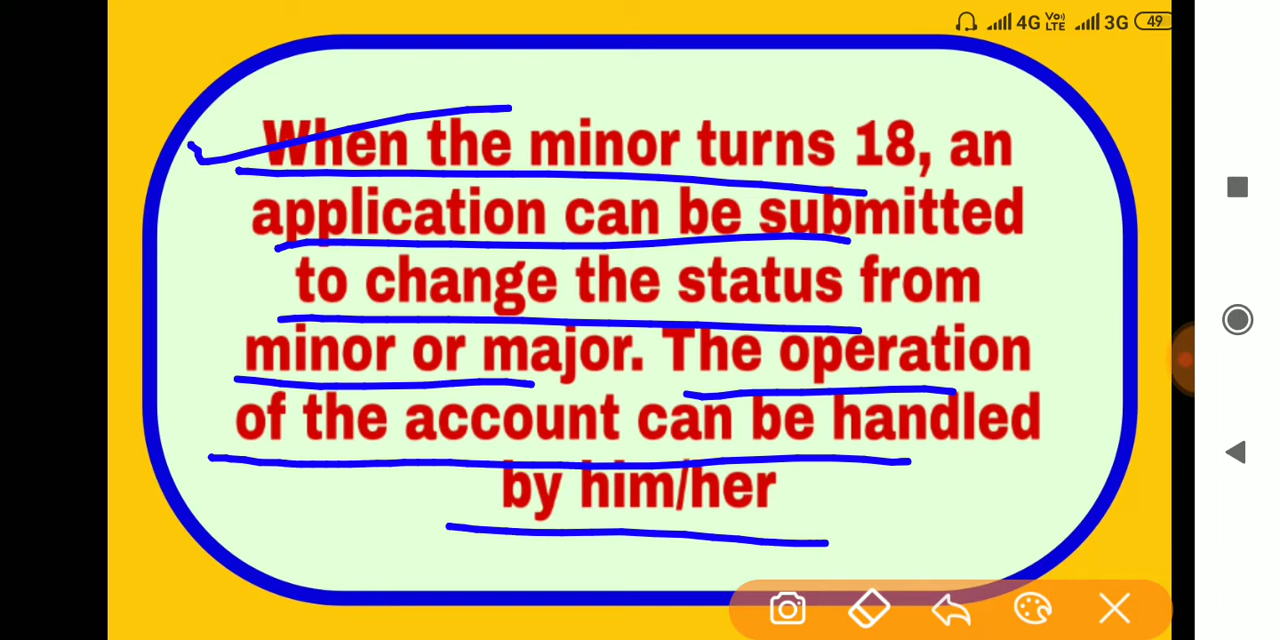 4G VoLTE 3G 49
When the minor turns 18, an
application can be submitted
to change the status from
minor or major. The operation
of the account can be handled
by him/her